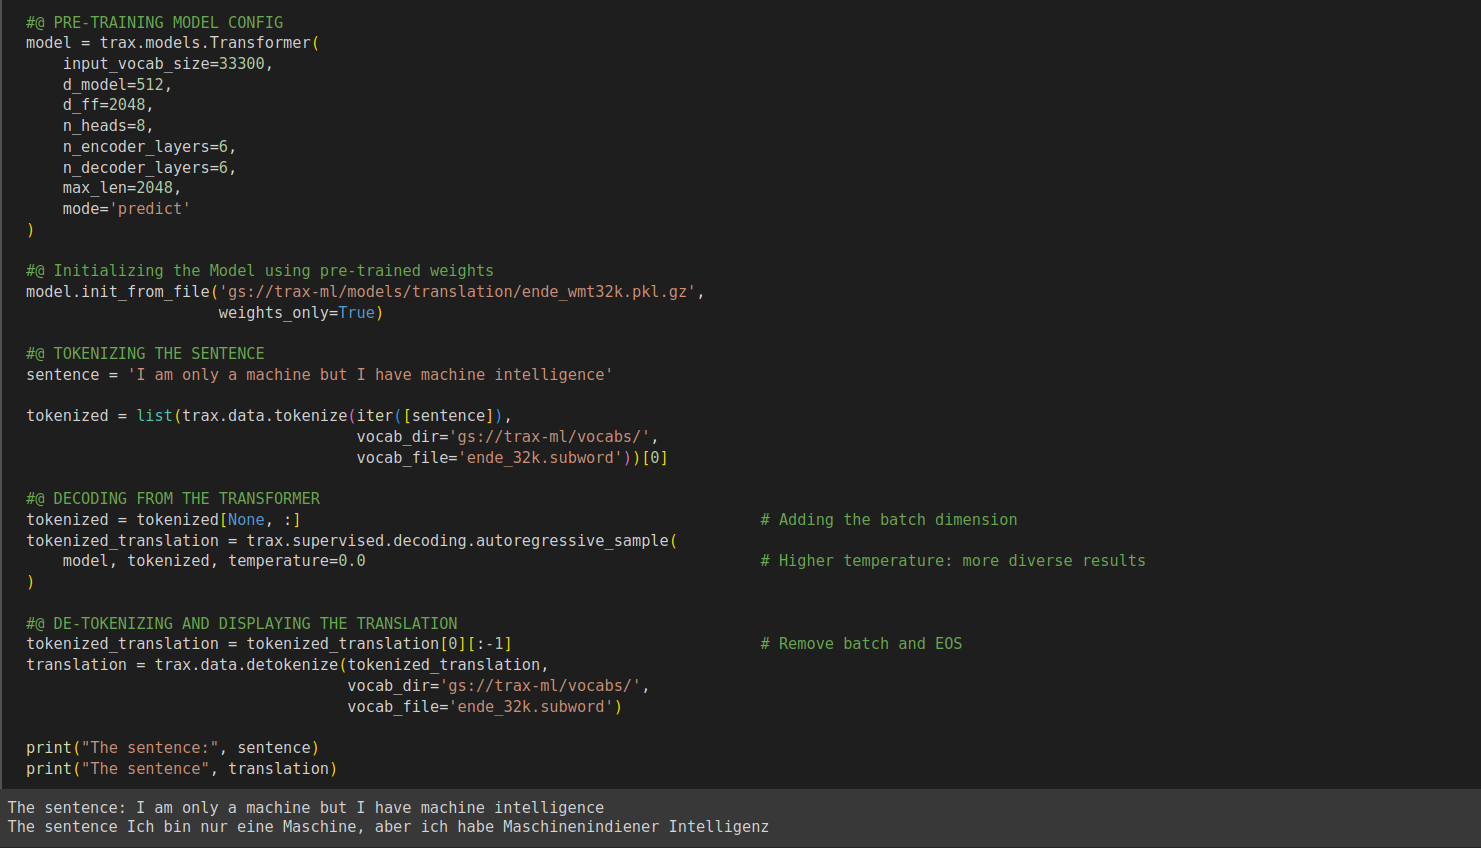 #@ PRE-TRAINING MODEL CONFIG
model = trax.models.Transformer(
    input_vocab_size=33300,
    d_model=512,
    d_ff=2048,
    n_heads=8,
    n_encoder_layers=6,
    n_decoder_layers=6,
    max_len=2048,
    mode='predict'
)
#@ Initializing the Model using pre-trained weights
model.init_from_file('gs://trax-ml/models/translation/ende_wmt32k.pkl.gz',
                     weights_only=True)
#@ TOKENIZING THE SENTENCE
sentence = 'I am only a machine but I have machine intelligence'
tokenized = list(trax.data.tokenize(iter([sentence]),
                                    vocab_dir='gs://trax-ml/vocabs/',
                                    vocab_file='ende_32k.subword'))[0]
#@ DECODING FROM THE TRANSFORMER
tokenized = tokenized[None, :]                                                  # Adding the batch dimension
tokenized_translation = trax.supervised.decoding.autoregressive_sample(
    model, tokenized, temperature=0.0                                           # Higher temperature: more diverse results
)
#@ DE-TOKENIZING AND DISPLAYING THE TRANSLATION
tokenized_translation = tokenized_translation[0][:-1]                           # Remove batch and EOS
translation = trax.data.detokenize(tokenized_translation,
                                   vocab_dir='gs://trax-ml/vocabs/',
                                   vocab_file='ende_32k.subword')
print("The sentence:", sentence)
print("The sentence", translation)
The sentence: I am only a machine but I have machine intelligence
The sentence Ich bin nur eine Maschine, aber ich habe Maschinenindiener Intelligenz